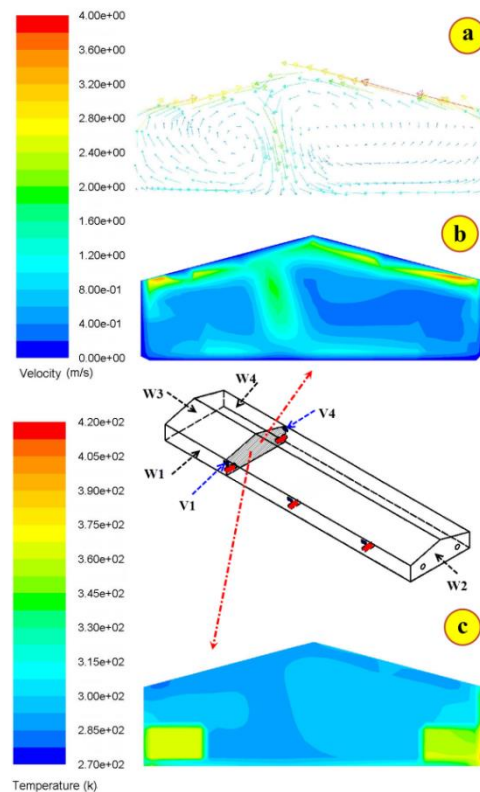 4.00e+00
3.60e+00
3.20e+00
2.80e+00
2.40e+00
2.00e+00
1.60e+00
1.20e+00
8.00e-01
4.00e-01
0.00e+00
Velocity (m/s)
a
b
W3
W4
W1
V4
V1
W2
4.20e+02
4.05e+02
3.90e+02
3.75e+02
3.60e+02
3.45e+02
3.30e+02
3.15e+02
3.00e+02
2.85e+02
2.70e+02
Temperature (k)
c